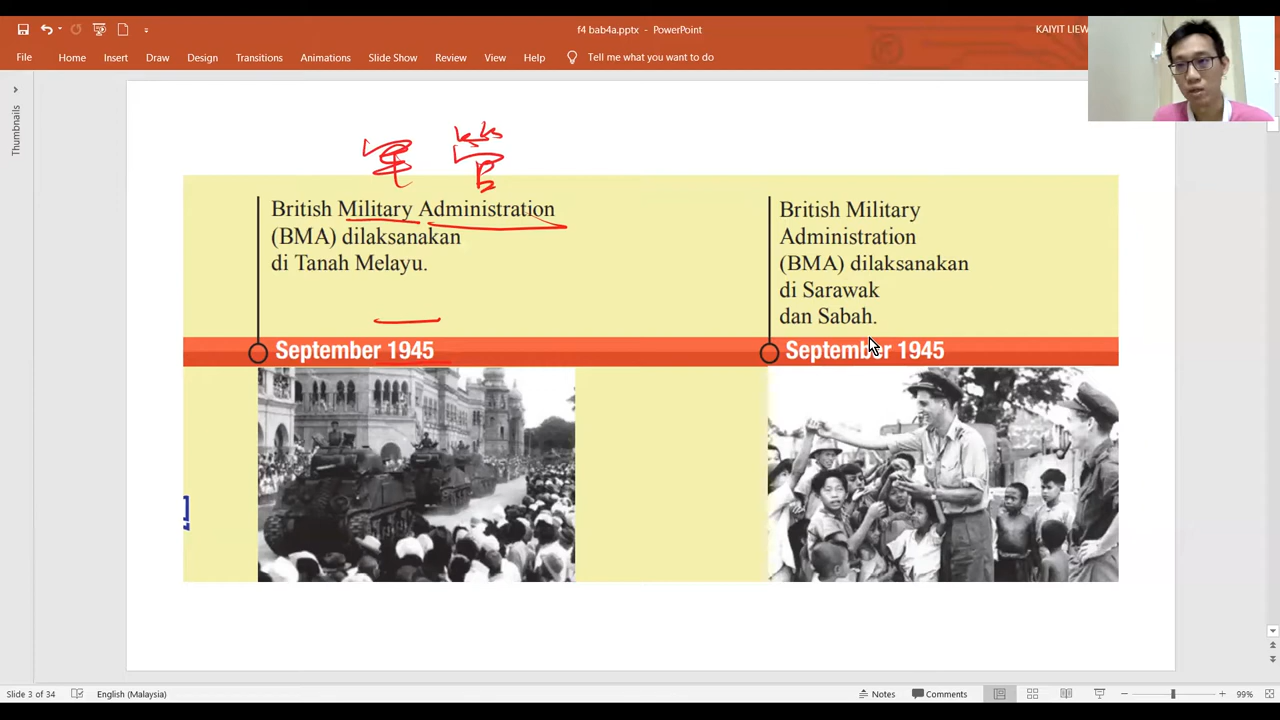 f4 bab4a.pptx - PowerPoint
KAIYIT LIEW
File Home Insert Draw Design Transitions Animations Slide Show Review View Help Tell me what you want to do
Thumbnails
军 管
British Military Administration
(BMA) dilaksanakan
di Tanah Melayu.
September 1945
British Military
Administration
(BMA) dilaksanakan
di Sarawak
dan Sabah.
September 1945
Slide 3 of 34
English (Malaysia)
Notes
Comments
99%